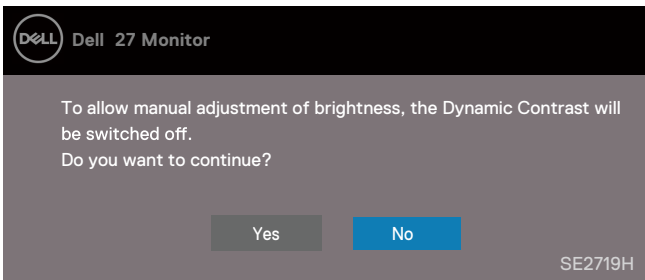 DELL
Dell 27 Monitor
To allow manual adjustment of brightness, the Dynamic Contrast will
be switched off.
Do you want to continue?
Yes
No
SE2719H